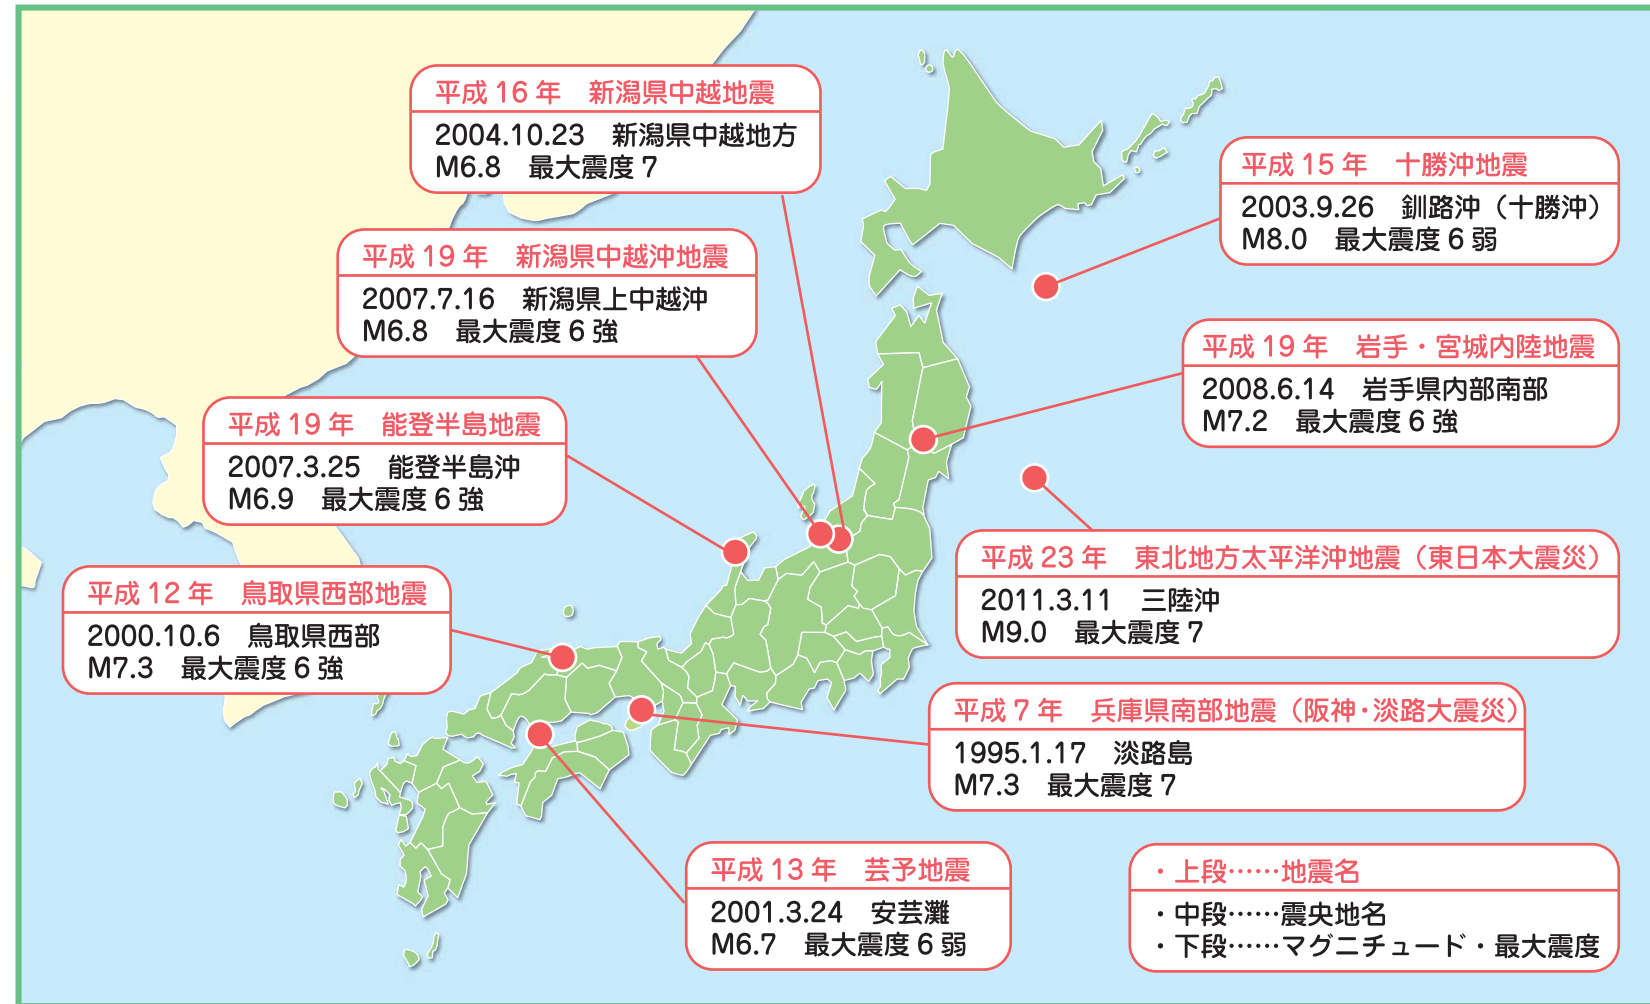 平成 16 年　新潟県中越地震
2004.10.23　新潟県中越地方
M6.8　最大震度 7
平成 19 年　新潟県中越沖地震
2007.7.16　新潟県上中越沖
M6.8　最大震度 6 強
平成 19 年　能登半島地震
2007.3.25　能登半島沖
M6.9　最大震度 6 強
平成 12 年　鳥取県西部地震
2000.10.6　鳥取県西部
M7.3　最大震度 6 強
平成 15 年　十勝沖地震
2003.9.26　釧路沖（十勝沖）
M8.0　最大震度 6 弱
平成 19 年　岩手・宮城内陸地震
2008.6.14　岩手県内部南部
M7.2　最大震度 6 強
平成 23 年　東北地方太平洋沖地震（東日本大震災）
2011.3.11　三陸沖
M9.0　最大震度 7
平成 7 年　兵庫県南部地震（阪神・淡路大震災）
1995.1.17　淡路島
M7.3　最大震度 7
平成 13 年　芸予地震
2001.3.24　安芸灘
M6.7　最大震度 6 弱
・上段……地震名
・中段……震央地名
・下段……マグニチュード・最大震度